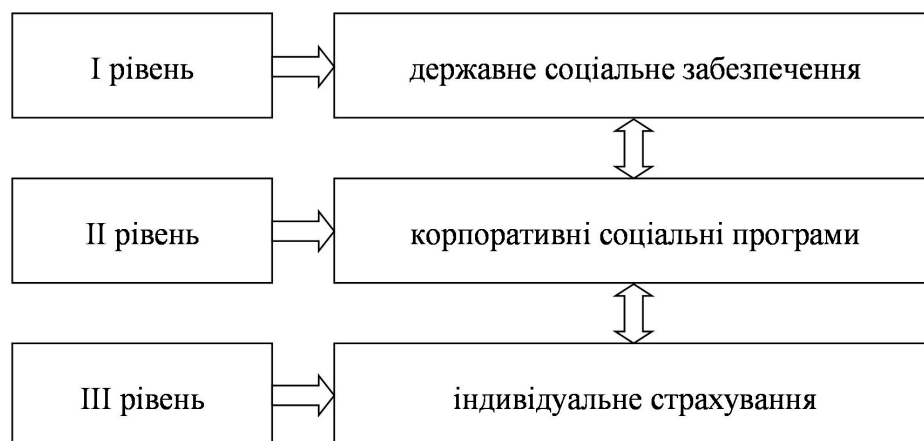 І рівень
державне соціальне забезпечення
ІІ рівень
корпоративні соціальні програми
ІІІ рівень
індивідуальне страхування